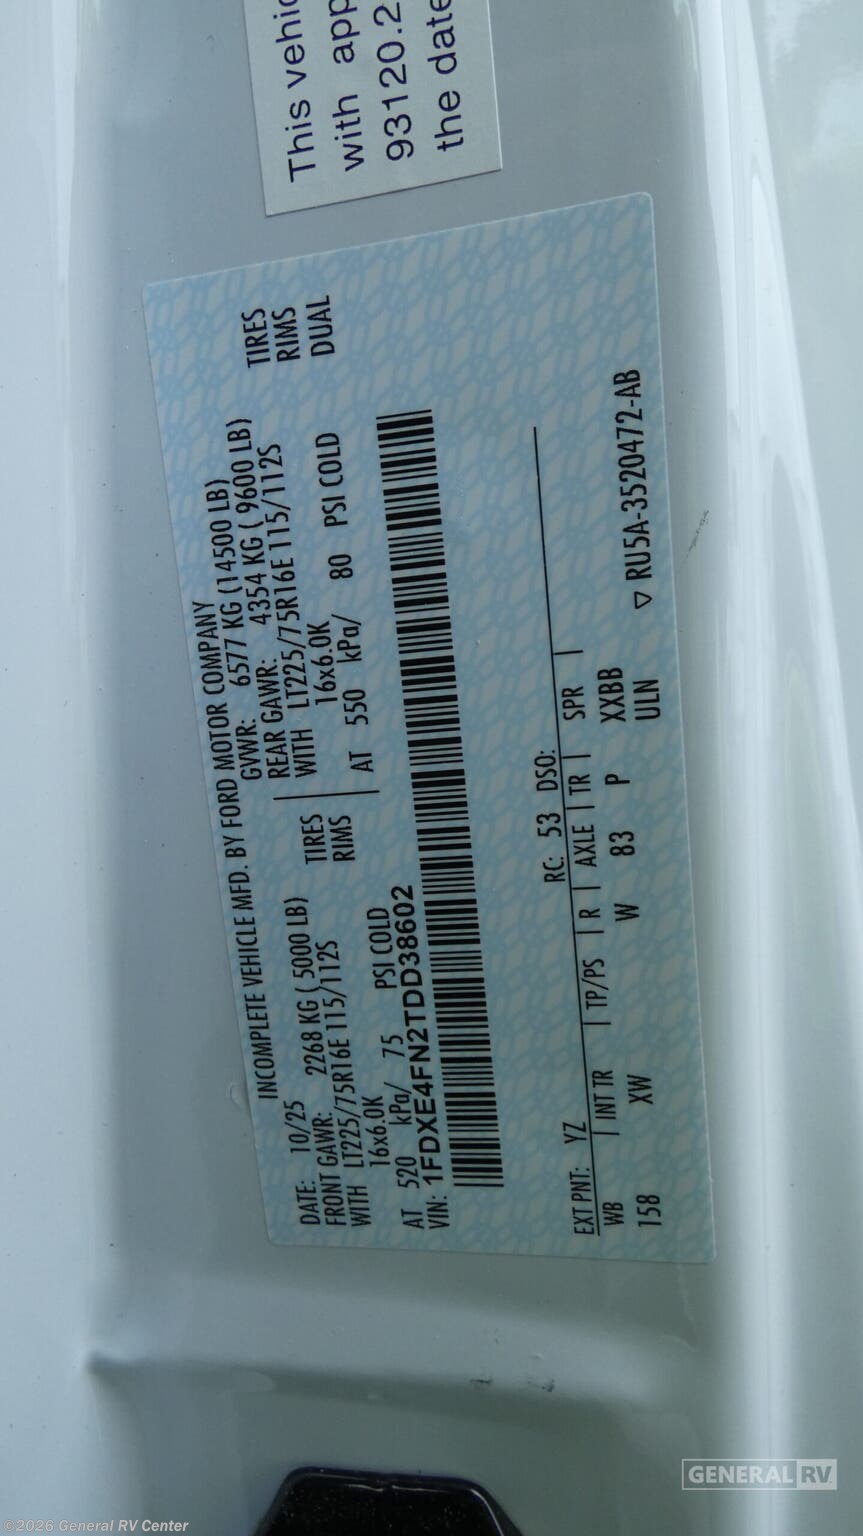 This vehic
with app
93120.2
the date
INCOMPLETE VEHICLE MFD. BY FORD MOTOR COMPANY
DATE: 10/25 GVWR: 6577 KG (14500 LB)
FRONT GAWR: 2268 KG ( 5000 LB) REAR GAWR: 4354 KG ( 9600 LB)
WITH LT225/75R16E 115/112S TIRES WITH LT225/75R16E 115/112S TIRES
16x6.0K RIMS 16x6.0K RIMS
AT 520 kPa/ 75 PSI COLD AT 550 kPa/ 80 PSI COLD DUAL
VIN: 1FDXE4FN2TDD38602
EXT PNT: YZ RC: 53 DSO:
WB INT TR TP/PS R AXLE TR SPR
158 XW W 83 P XXBB
ULN
▽ RU5A-3520472-AB
GENERAL RV
©2026 General RV Center